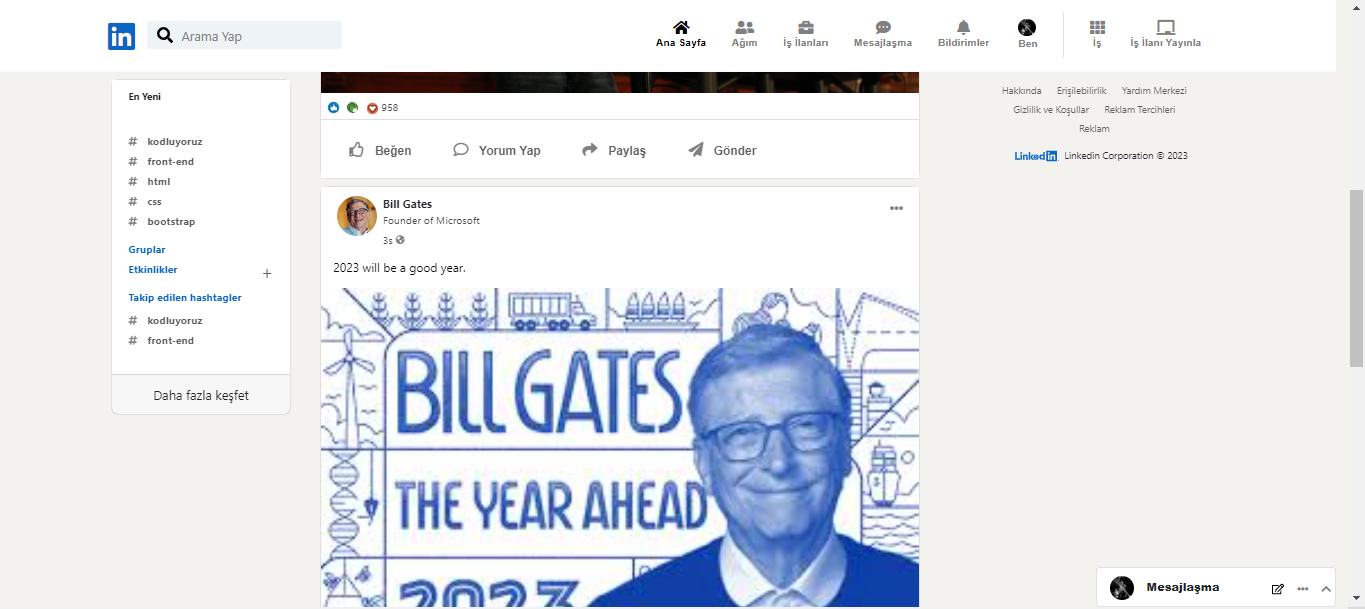 in
Arama Yap
Ana Sayfa
Ağım
İş İlanları
Mesajlaşma
Bildirimler
Ben
İş
İş İlanı Yayınla
En Yeni
# kodluyoruz
# front-end
# html
# css
# bootstrap
Gruplar
Etkinlikler +
Takip edilen hashtagler
# kodluyoruz
# front-end
Daha fazla keşfet
958
Beğen
Yorum Yap
Paylaş
Gönder
Bill Gates
Founder of Microsoft
3s
2023 will be a good year.
BILL GATES
THE YEAR AHEAD
2023
Hakkında Erişilebilirlik Yardım Merkezi
Gizlilik ve Koşullar Reklam Tercihleri
Reklam
Linkedin Linkedin Corporation © 2023
Mesajlaşma